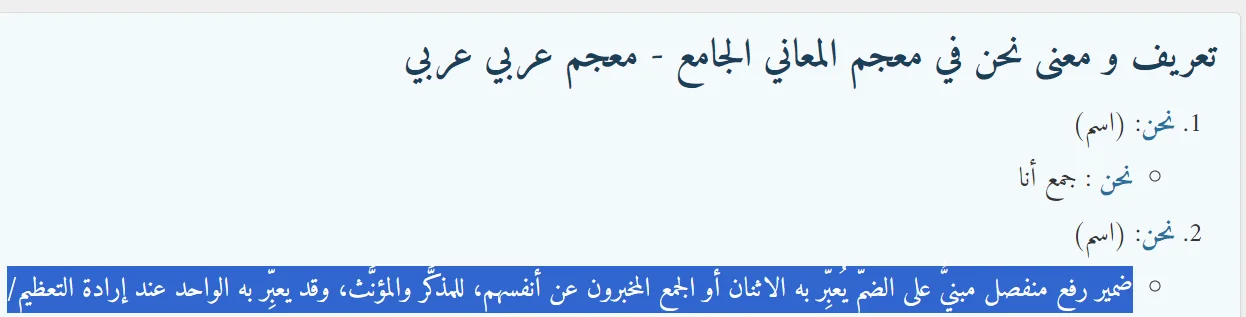 تعريف و معنى نحن في معجم المعاني الجامع - معجم عربي عربي
1. نحن: (اسم)
نحن : جمع أنا
2. نحن: (اسم)
ضمير رفع منفصل مبنيّ على الضمّ يُعبِّر به الاثنان أو الجمع المخبرون عن أنفسهم، للمذكَّر والمؤنَّث، وقد يعبِّر به الواحد عند إرادة التعظيم/